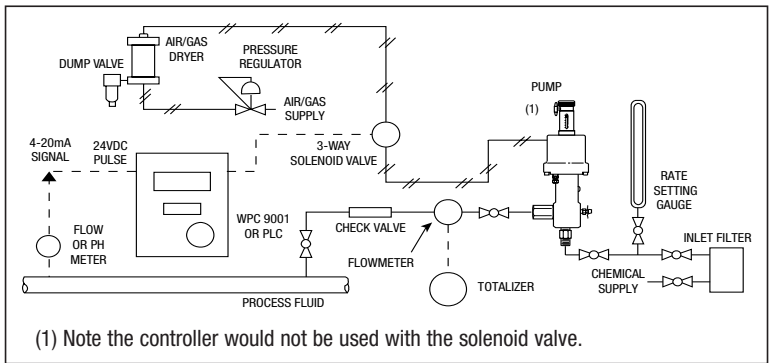 AIR/GAS
DRYER
DUMP VALVE
PRESSURE
REGULATOR
AIR/GAS
SUPPLY
PUMP
(1)
4-20mA
SIGNAL
24VDC
PULSE
3-WAY
SOLENOID VALVE
RATE
SETTING
GAUGE
FLOW
OR PH
METER
WPC 9001
OR PLC
CHECK VALVE
FLOWMETER
INLET FILTER
CHEMICAL
SUPPLY
TOTALIZER
PROCESS FLUID
(1) Note the controller would not be used with the solenoid valve.